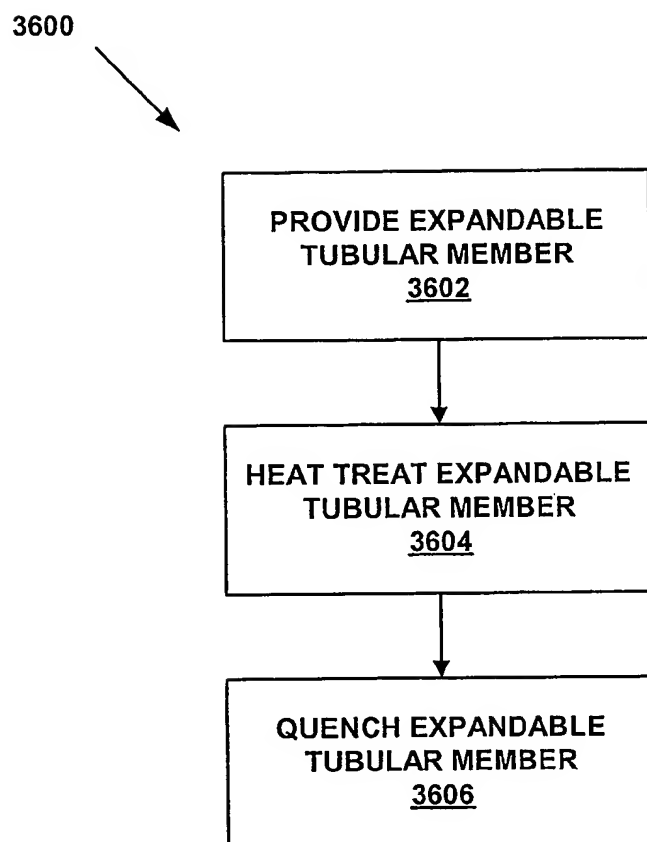 3600
PROVIDE EXPANDABLE
TUBULAR MEMBER
3602
HEAT TREAT EXPANDABLE
TUBULAR MEMBER
3604
QUENCH EXPANDABLE
TUBULAR MEMBER
3606